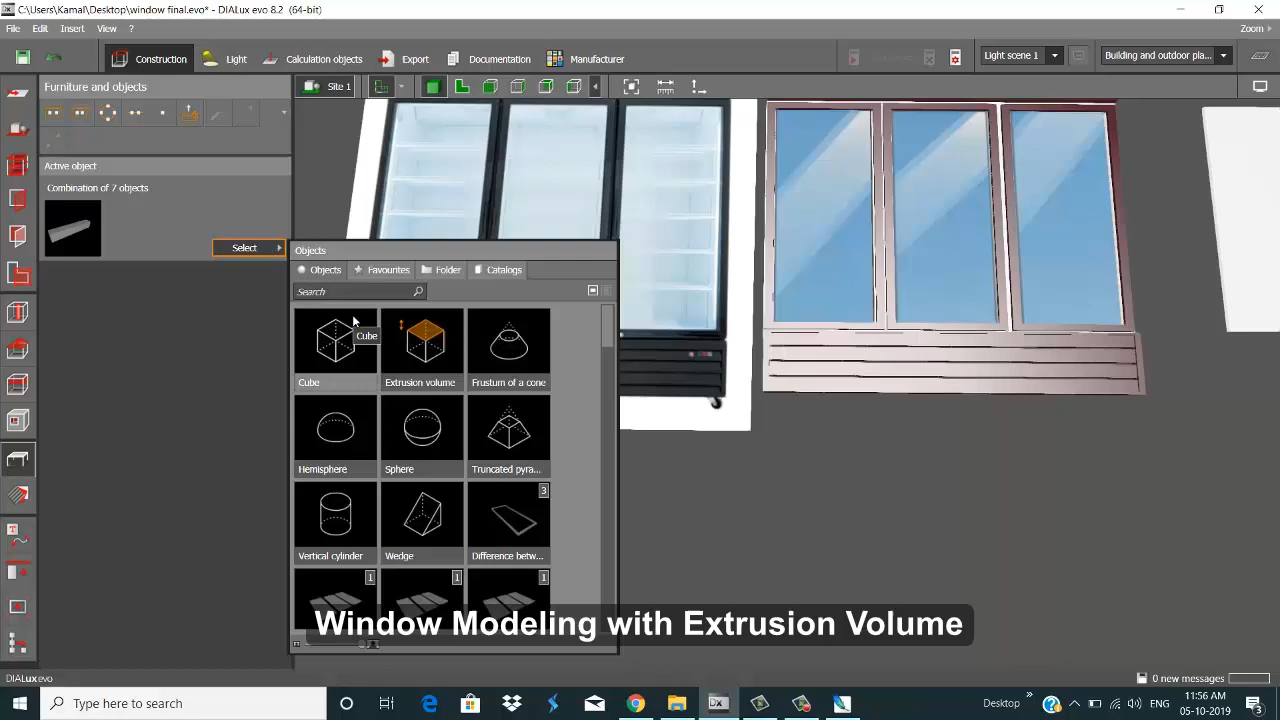 C:\Users\Kamal\Desktop\window final.evo* - DIALux evo 8.2 (64-bit)
File Edit Insert View ? Zoom
Construction Light Calculation objects Export Documentation Manufacturer Light scene 1 Building and outdoor pla...
Furniture and objects Site 1
Active object
Combination of 7 objects
Select
Objects
Objects Favourites Folder Catalogs
Search
Cube
Cube Extrusion volume Frustum of a cone
Hemisphere Sphere Truncated pyra...
3
Vertical cylinder Wedge Difference betw...
1 1 1
Window Modeling with Extrusion Volume
DIALux evo 0 new messages
Type here to search Desktop ENG 11:56 AM
05-10-2019 3